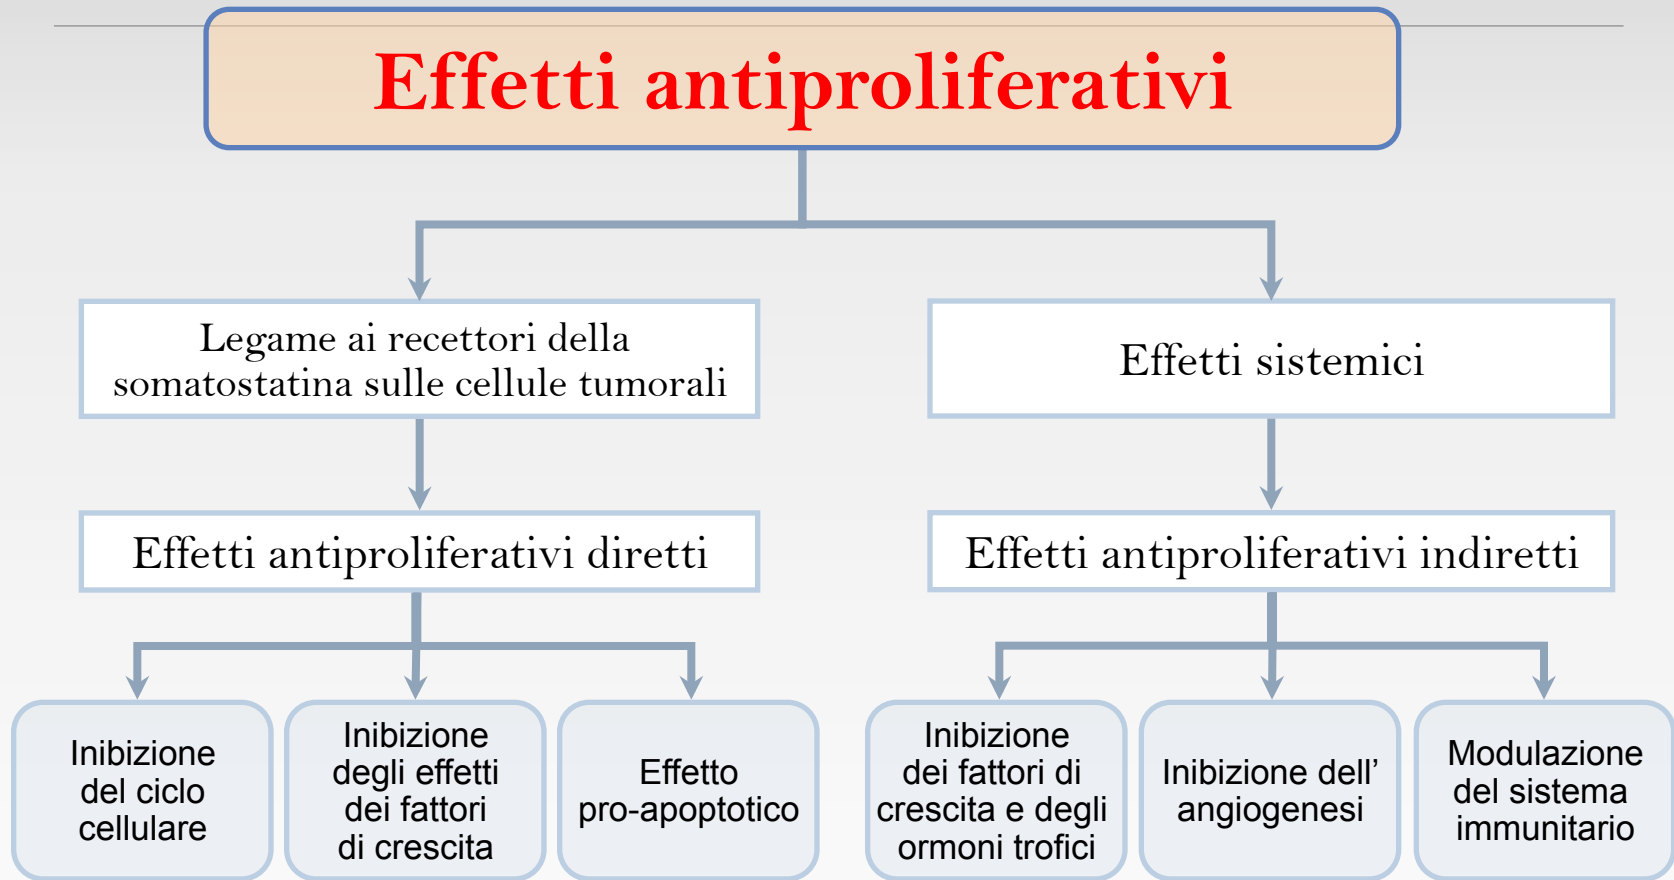 Effetti antiproliferativi
Legame ai recettori della
somatostatina sulle cellule tumorali
Effetti sistemici
Effetti antiproliferativi diretti
Effetti antiproliferativi indiretti
Inibizione
del ciclo
cellulare
Inibizione
degli effetti
dei fattori
di crescita
Effetto
pro-apoptotico
Inibizione
dei fattori di
crescita e degli
ormoni trofici
Inibizione dell’
angiogenesi
Modulazione
del sistema
immunitario